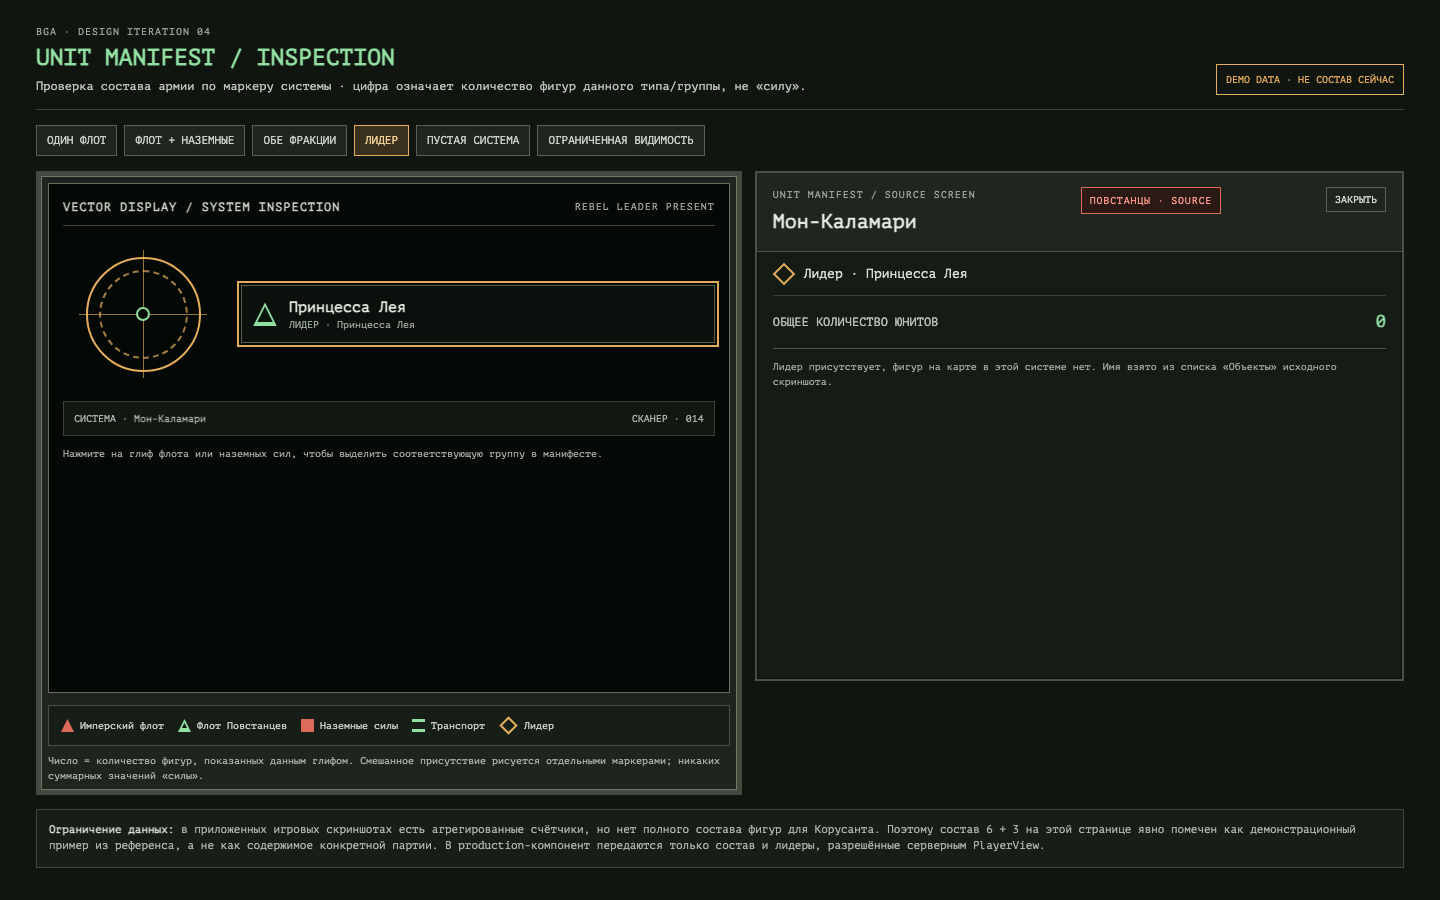 BGA · DESIGN ITERATION 04
UNIT MANIFEST / INSPECTION
Проверка состава армии по маркеру системы · цифра означает количество фигур данного типа/группы, не «силу».
DEMO DATA · НЕ СОСТАВ СЕЙЧАС
ОДИН ФЛОТ
ФЛОТ + НАЗЕМНЫЕ
ОБЕ ФРАКЦИИ
ЛИДЕР
ПУСТАЯ СИСТЕМА
ОГРАНИЧЕННАЯ ВИДИМОСТЬ
VECTOR DISPLAY / SYSTEM INSPECTION
REBEL LEADER PRESENT
Принцесса Лея
ЛИДЕР · Принцесса Лея
СИСТЕМА · Мон-Каламари
СКАНЕР · 014
Нажмите на глиф флота или наземных сил, чтобы выделить соответствующую группу в манифесте.
Имперский флот
Флот Повстанцев
Наземные силы
Транспорт
Лидер
Число = количество фигур, показанных данным глифом. Смешанное присутствие рисуется отдельными маркерами; никаких
суммарных значений «силы».
UNIT MANIFEST / SOURCE SCREEN
Мон-Каламари
ПОВСТАНЦЫ · SOURCE
ЗАКРЫТЬ
Лидер · Принцесса Лея
ОБЩЕЕ КОЛИЧЕСТВО ЮНИТОВ
0
Лидер присутствует, фигур на карте в этой системе нет. Имя взято из списка «Объекты» исходного
скриншота.
Ограничение данных: в приложенных игровых скриншотах есть агрегированные счётчики, но нет полного состава фигур для Корусанта. Поэтому состав 6 + 3 на этой странице явно помечен как демонстрационный
пример из референса, а не как содержимое конкретной партии. В production-компонент передаются только состав и лидеры, разрешённые серверным PlayerView.